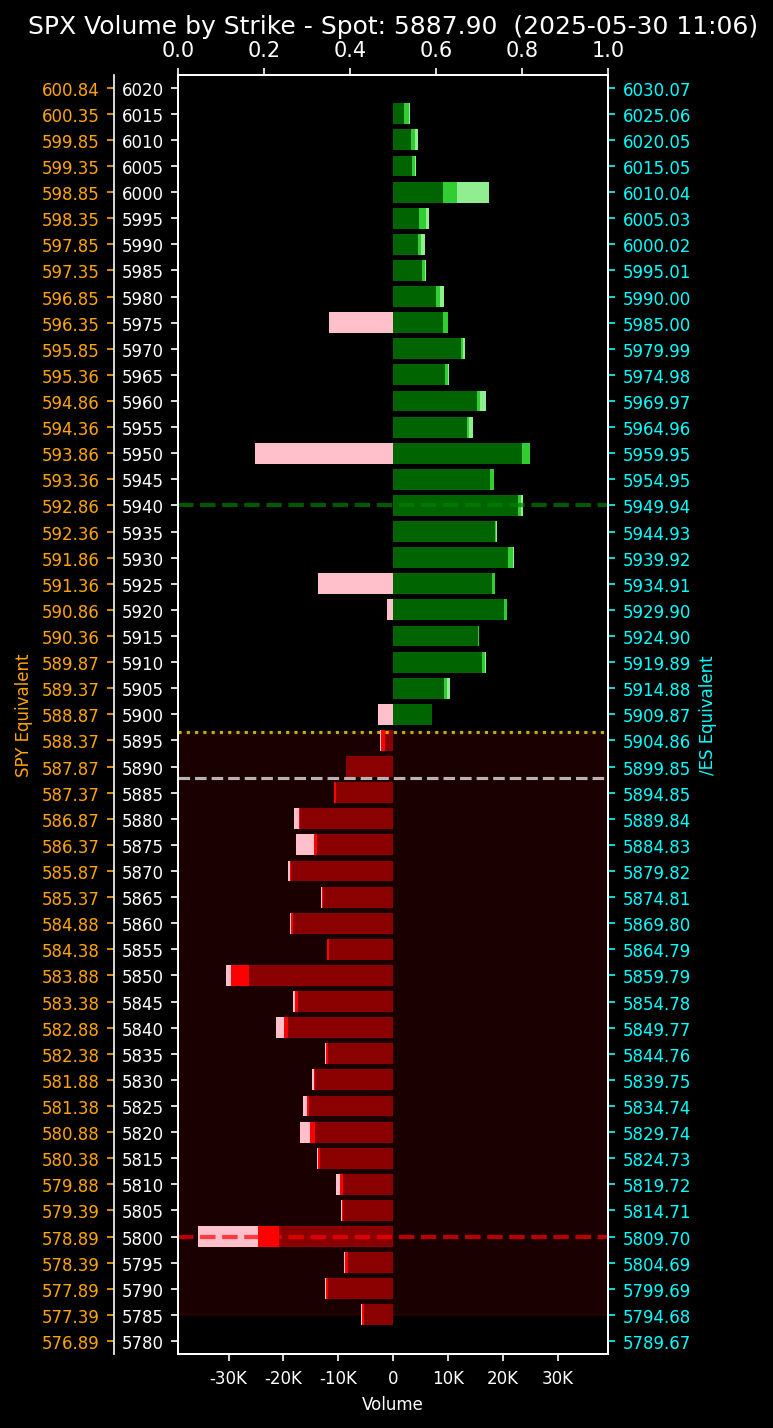 SPX Volume by Strike - Spot: 5887.90 (2025-05-30 11:06)
0.0 0.2 0.4 0.6 0.8 1.0
600.84 6020 6030.07
600.35 6015 6025.06
599.85 6010 6020.05
599.35 6005 6015.05
598.85 6000 6010.04
598.35 5995 6005.03
597.85 5990 6000.02
597.35 5985 5995.01
596.85 5980 5990.00
596.35 5975 5985.00
595.85 5970 5979.99
595.36 5965 5974.98
594.86 5960 5969.97
594.36 5955 5964.96
593.86 5950 5959.95
593.36 5945 5954.95
592.86 5940 5949.94
592.36 5935 5944.93
591.86 5930 5939.92
591.36 5925 5934.91
590.86 5920 5929.90
590.36 5915 5924.90
589.87 5910 5919.89
589.37 5905 5914.88
588.87 5900 5909.87
588.37 5895 5904.86
587.87 5890 5899.85
587.37 5885 5894.85
586.87 5880 5889.84
586.37 5875 5884.83
585.87 5870 5879.82
585.37 5865 5874.81
584.88 5860 5869.80
584.38 5855 5864.79
583.88 5850 5859.79
583.38 5845 5854.78
582.88 5840 5849.77
582.38 5835 5844.76
581.88 5830 5839.75
581.38 5825 5834.74
580.88 5820 5829.74
580.38 5815 5824.73
579.88 5810 5819.72
579.39 5805 5814.71
578.89 5800 5809.70
578.39 5795 5804.69
577.89 5790 5799.69
577.39 5785 5794.68
576.89 5780 5789.67
SPY Equivalent
/ES Equivalent
-30K -20K -10K 0 10K 20K 30K
Volume